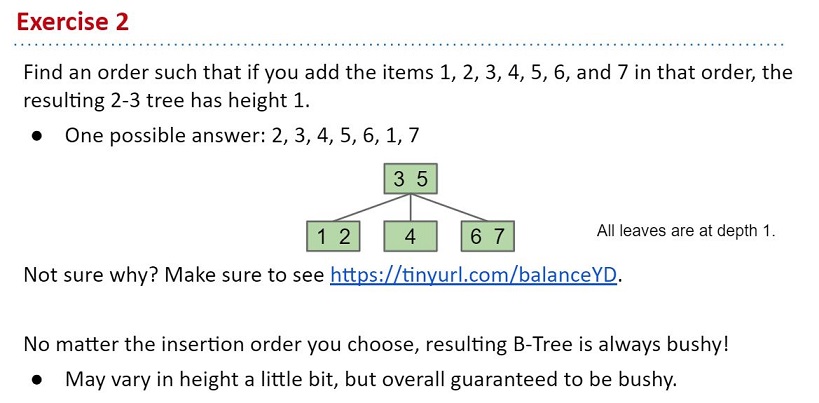 Exercise 2
Find an order such that if you add the items 1, 2, 3, 4, 5, 6, and 7 in that order, the
resulting 2-3 tree has height 1.
● One possible answer: 2, 3, 4, 5, 6, 1, 7
3 5
1 2 4 6 7 All leaves are at depth 1.
Not sure why? Make sure to see https://tinyurl.com/balanceYD.
No matter the insertion order you choose, resulting B-Tree is always bushy!
● May vary in height a little bit, but overall guaranteed to be bushy.